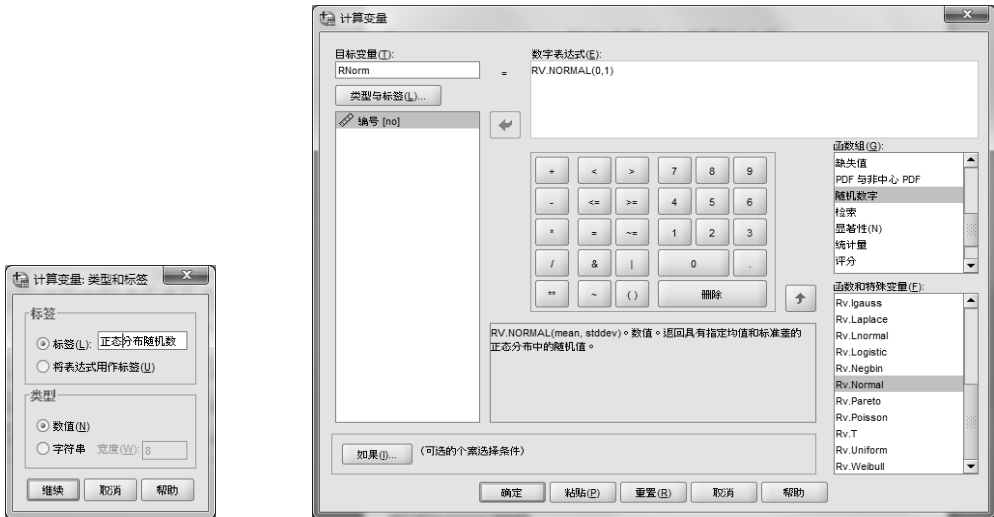 计算变量: 类型和标签
标签
标签(L): 正态分布随机数
将表达式用作标签(U)
类型
数值(N)
字符串 宽度(W): 8
继续 取消 帮助
计算变量
目标变量(T):
RNorm
=
类型与标签(L)...
编号 [no]
数字表达式(E):
RV.NORMAL(0,1)
+ < > 7 8 9
- <= >= 4 5 6
* = ~= 1 2 3
/ & | 0 .
** ~ ( ) 删除
函数组(G):
缺失值
PDF 与非中心 PDF
随机数字
检索
显著性(N)
统计量
评分
函数和特殊变量(F):
Rv.Igauss
Rv.Laplace
Rv.Lnormal
Rv.Logistic
Rv.Negbin
Rv.Normal
Rv.Pareto
Rv.Poisson
Rv.T
Rv.Uniform
Rv.Weibull
RV.NORMAL(mean, stddev)。数值。返回具有指定均值和标准差的
正态分布中的随机值。
如果(I)... (可选的个案选择条件)
确定 粘贴(P) 重置(R) 取消 帮助